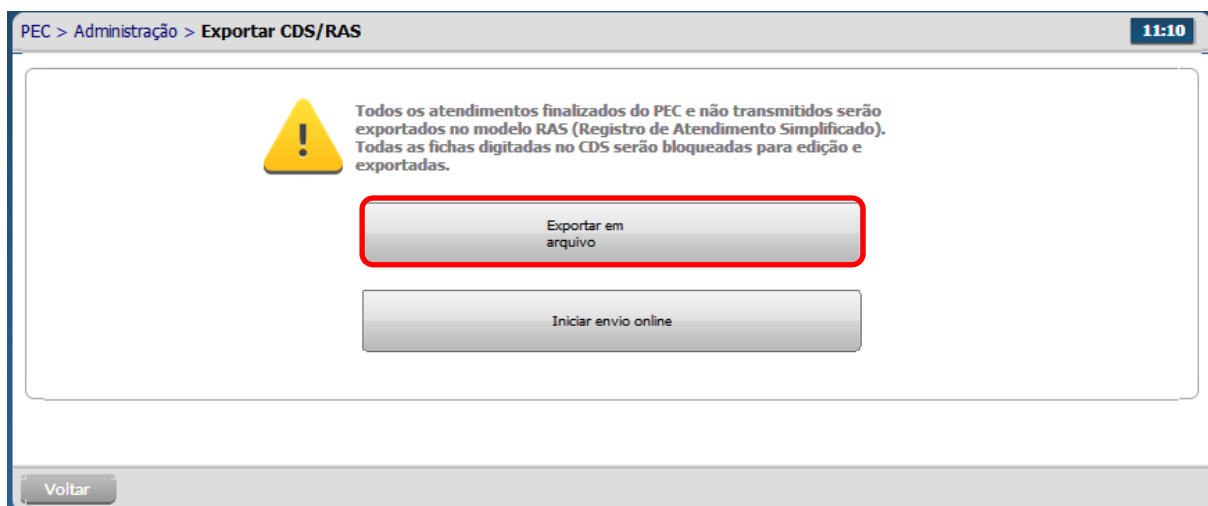 PEC > Administração > Exportar CDS/RAS 11:10
Todos os atendimentos finalizados do PEC e não transmitidos serão
exportados no modelo RAS (Registro de Atendimento Simplificado).
Todas as fichas digitadas no CDS serão bloqueadas para edição e
exportadas.
Exportar em
arquivo
Iniciar envio online
Voltar